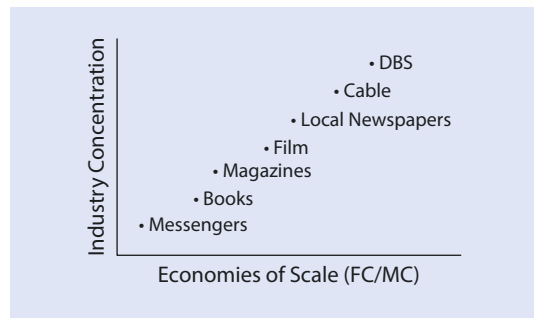 Industry Concentration
• DBS
• Cable
• Local Newspapers
• Film
• Magazines
• Books
• Messengers
Economies of Scale (FC/MC)